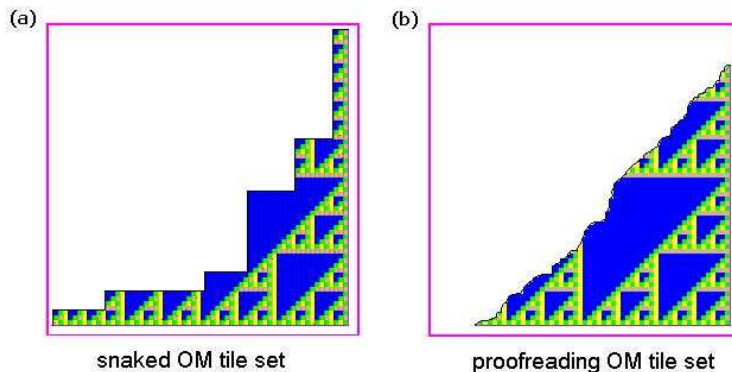 (a)
(b)
snaked OM tile set
proofreading OM tile set